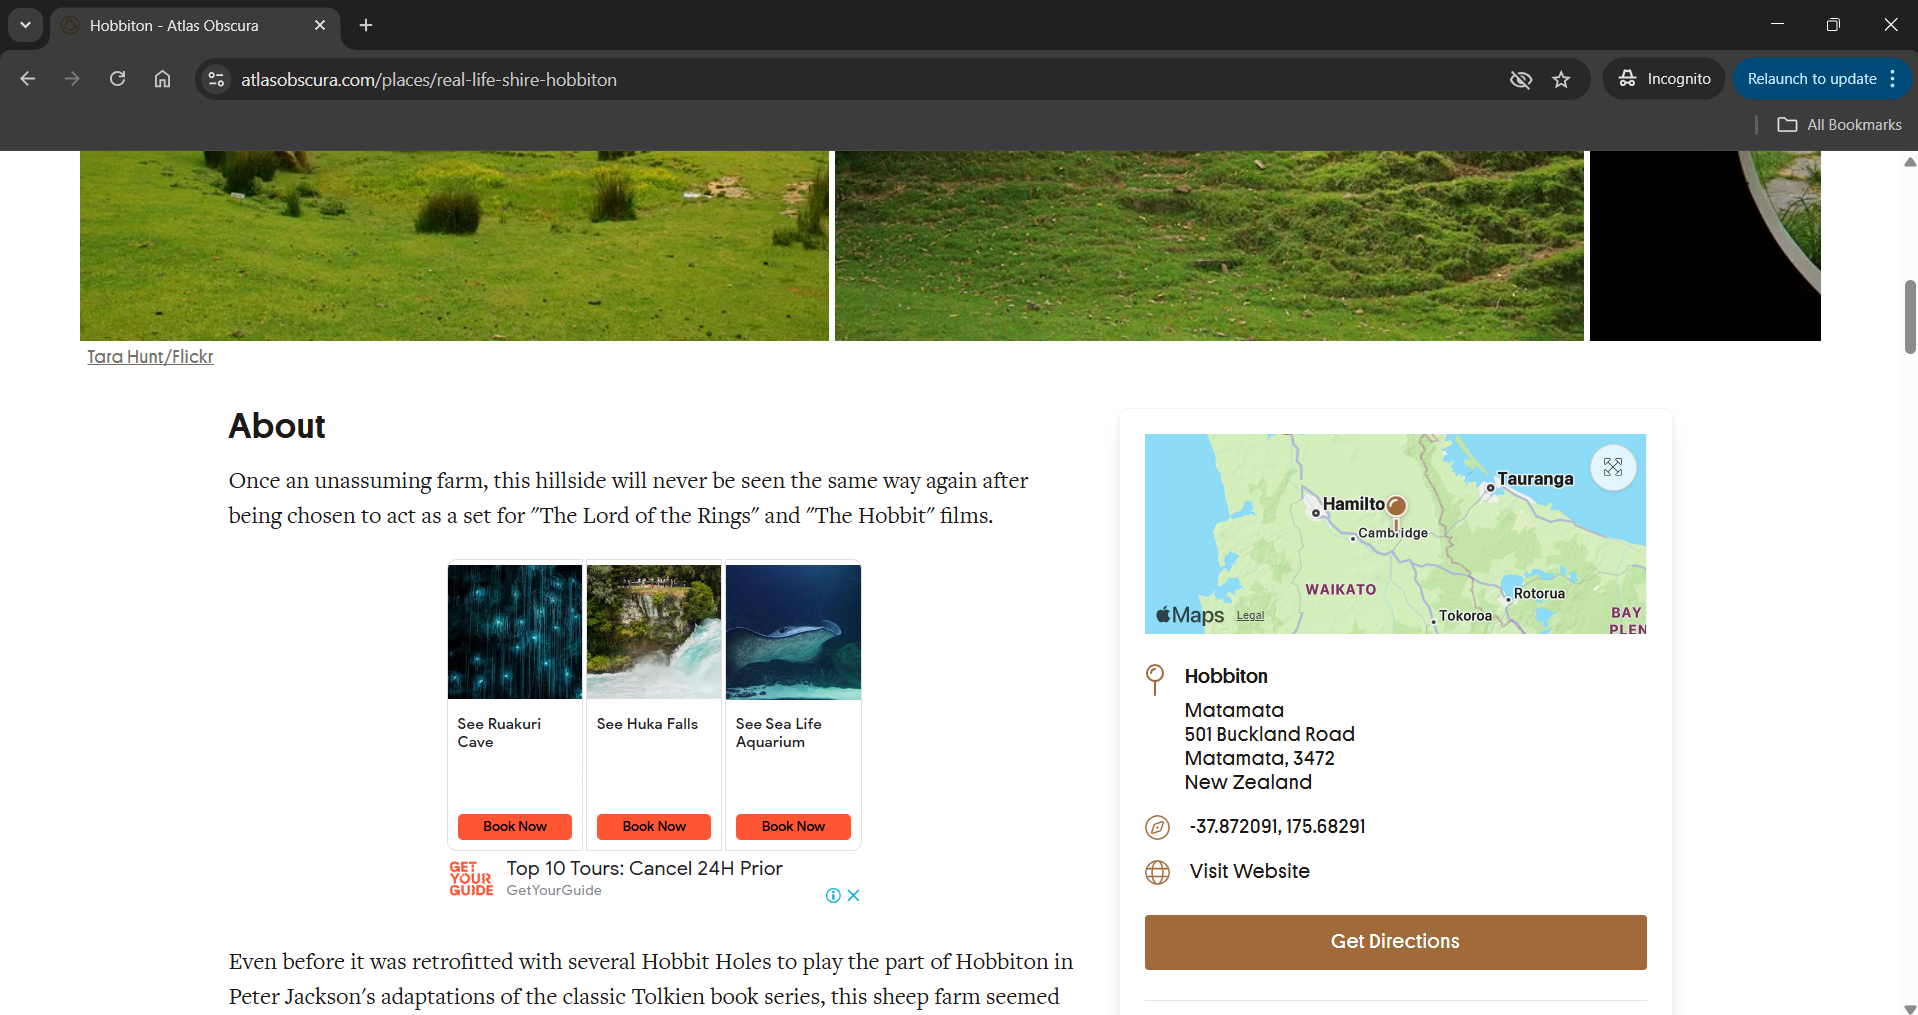 Hobbiton - Atlas Obscura
atlasobscura.com/places/real-life-shire-hobbiton
Incognito
Relaunch to update
All Bookmarks
Tara Hunt/Flickr
About
Once an unassuming farm, this hillside will never be seen the same way again after
being chosen to act as a set for "The Lord of the Rings" and "The Hobbit" films.
See Ruakuri
Cave
Book Now
See Huka Falls
Book Now
See Sea Life
Aquarium
Book Now
GET
YOUR
GUIDE
Top 10 Tours: Cancel 24H Prior
GetYourGuide
Even before it was retrofitted with several Hobbit Holes to play the part of Hobbiton in
Peter Jackson's adaptations of the classic Tolkien book series, this sheep farm seemed
Tauranga
Hamilto
Cambridge
WAIKATO
Rotorua
Tokoroa
BAY
PLEN
Maps
Legal
Hobbiton
Matamata
501 Buckland Road
Matamata, 3472
New Zealand
-37.872091, 175.68291
Visit Website
Get Directions